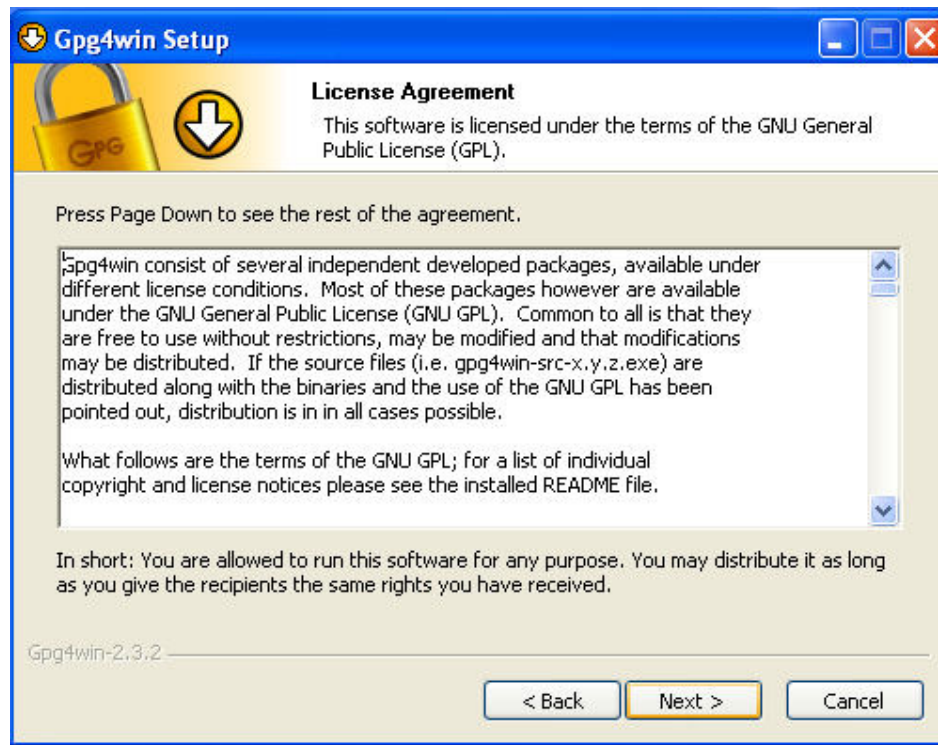 Gpg4win Setup
GPG
License Agreement
This software is licensed under the terms of the GNU General
Public License (GPL).
Press Page Down to see the rest of the agreement.
Gpg4win consist of several independent developed packages, available under
different license conditions.  Most of these packages however are available
under the GNU General Public License (GNU GPL).  Common to all is that they
are free to use without restrictions, may be modified and that modifications
may be distributed.  If the source files (i.e. gpg4win-src-x.y.z.exe) are
distributed along with the binaries and the use of the GNU GPL has been
pointed out, distribution is in in all cases possible.
What follows are the terms of the GNU GPL; for a list of individual
copyright and license notices please see the installed README file.
In short: You are allowed to run this software for any purpose. You may distribute it as long
as you give the recipients the same rights you have received.
Gpg4win-2.3.2
< Back Next > Cancel